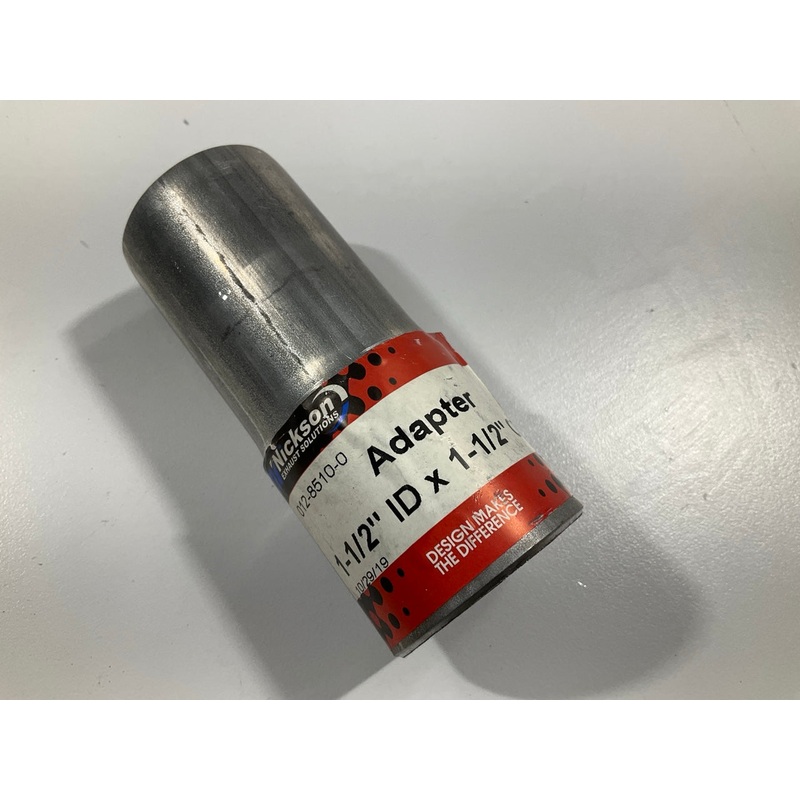 Nickson
EXHAUST SOLUTIONS
012-8510-0
Adapter
1-1/2" ID x 1-1/2"
10/29/19
DESIGN MAKES
THE DIFFERENCE